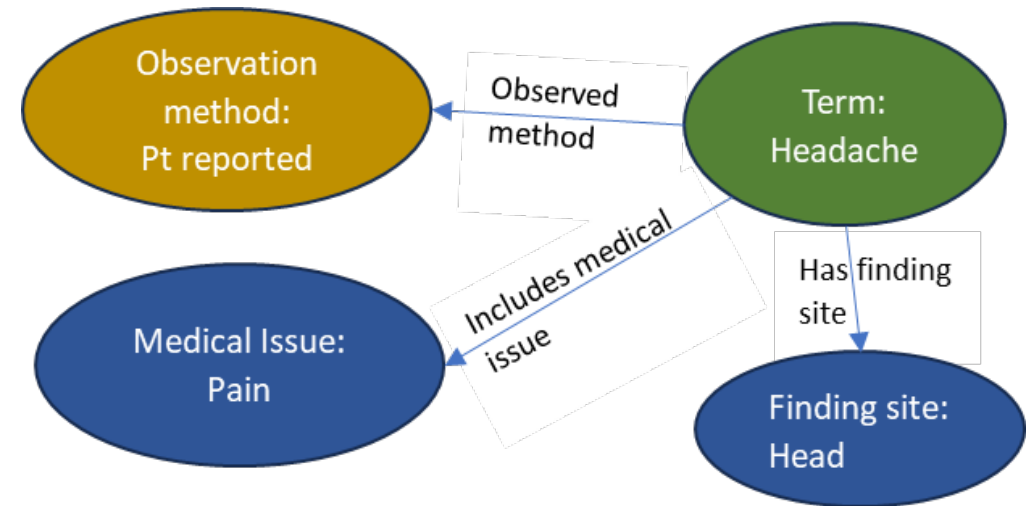 Observation
method:
Pt reported
Observed
method
Term:
Headache
Includes medical
issue
Has finding
site
Medical Issue:
Pain
Finding site:
Head